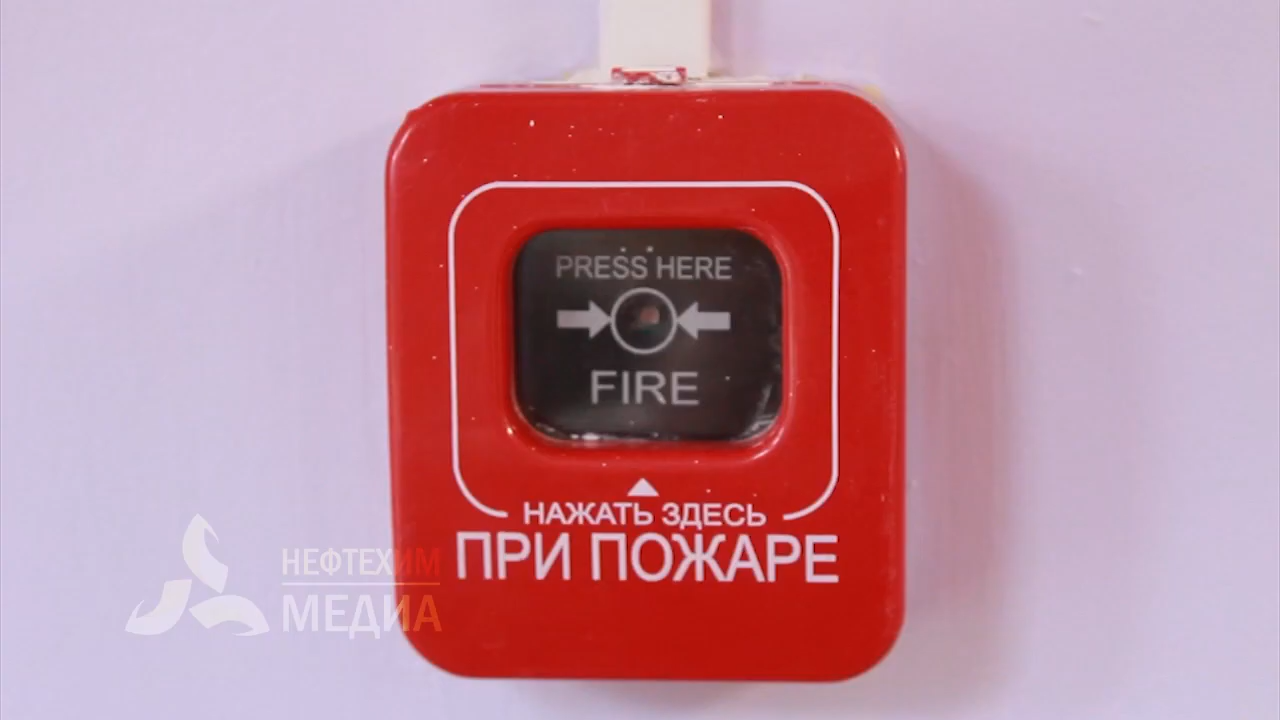 PRESS HERE
FIRE
НАЖАТЬ ЗДЕСЬ
ПРИ ПОЖАРЕ
НЕФТЕХИМ
МЕДИА